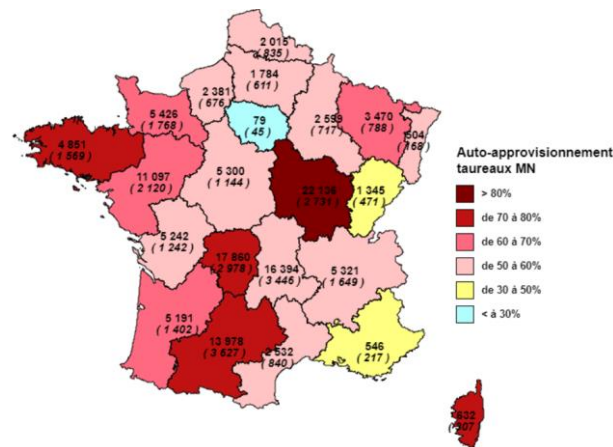 2 015
( 835)
1 784
( 511)
2 381
( 676)
5 426
( 1 768)
79
( 45)
2 599
( 717)
3 470
( 788)
504
( 158)
4 851
( 1 569)
11 097
( 2 120)
5 300
( 1 144)
22 136
( 2 731)
1 345
( 471)
5 242
( 1 242)
17 860
( 2 978)
16 394
( 3 446)
5 321
( 1 649)
5 191
( 1 402)
13 978
( 3 627)
2 532
( 840)
546
( 217)
Auto-approvisionnement
taureaux MN
> 80%
de 70 à 80%
de 60 à 70%
de 50 à 60%
de 30 à 50%
< à 30%